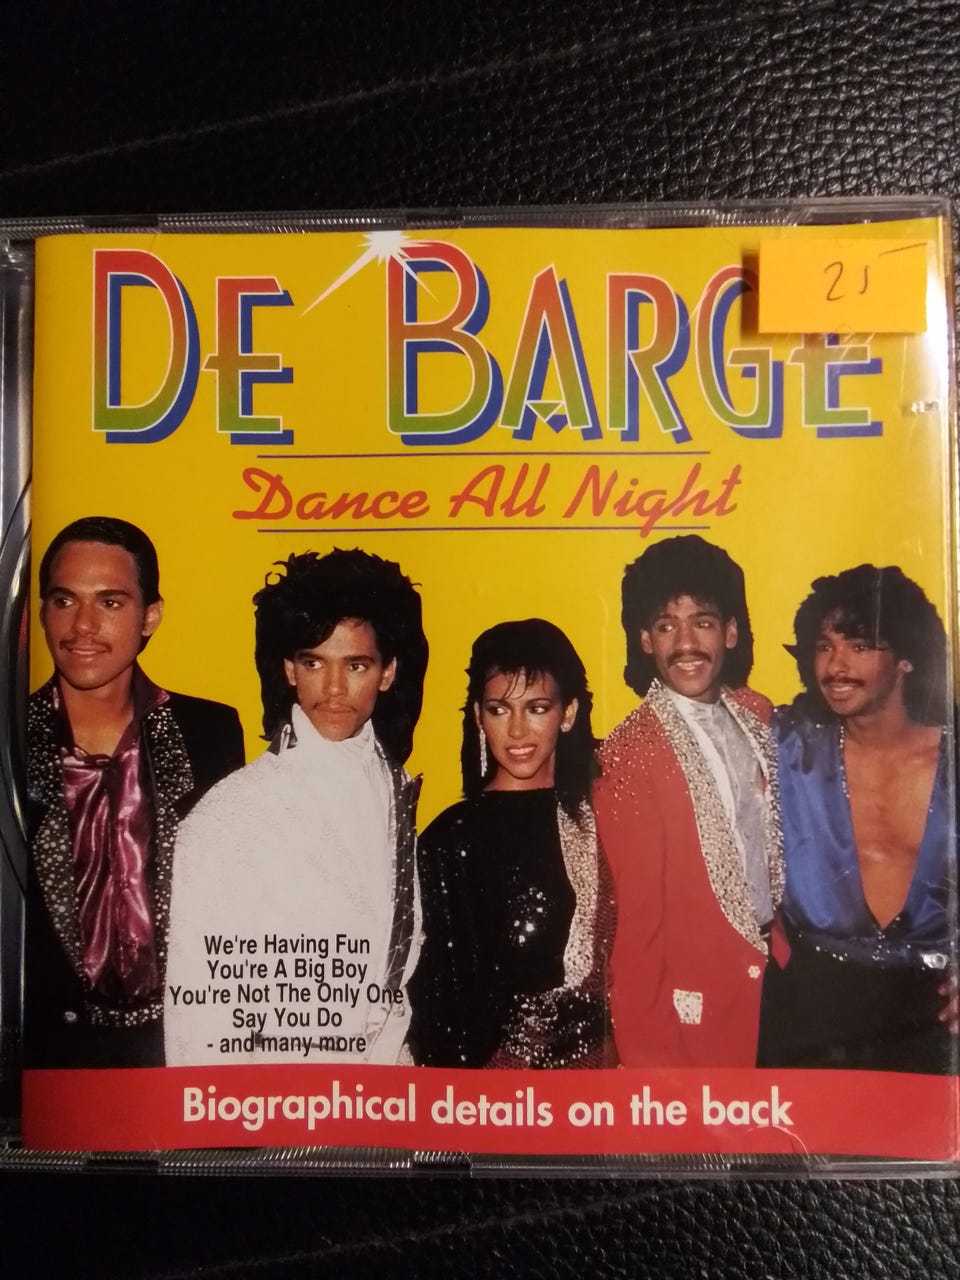 DE BARGE
25
Dance All Night
We're Having Fun
You're A Big Boy
You're Not The Only One
Say You Do
- and many more
Biographical details on the back